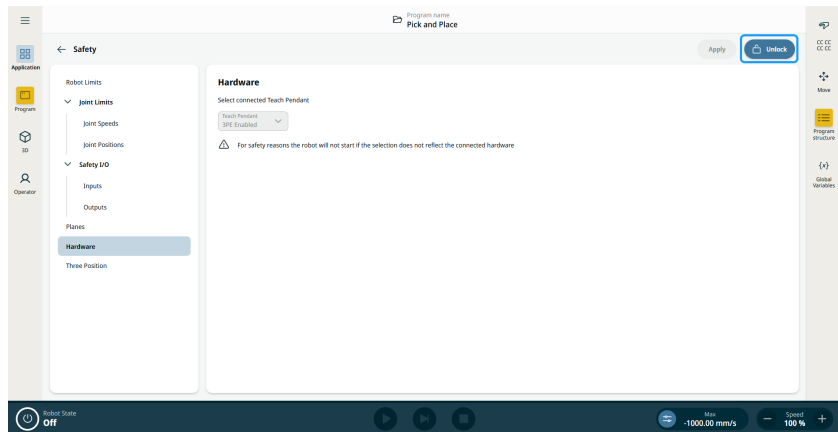 Program name
Pick and Place
Safety
Apply
Unlock
CC CC
CC CC
Application
Program
3D
Operator
Robot Limits
Joint Limits
Joint Speeds
Joint Positions
Safety I/O
Inputs
Outputs
Planes
Hardware
Three Position
Hardware
Select connected Teach Pendant
Teach Pendant
3PE Enabled
For safety reasons the robot will not start if the selection does not reflect the connected hardware
Move
Program
structure
{x}
Global
Variables
Robot State
Off
Max
-1000.00 mm/s
Speed
100 %